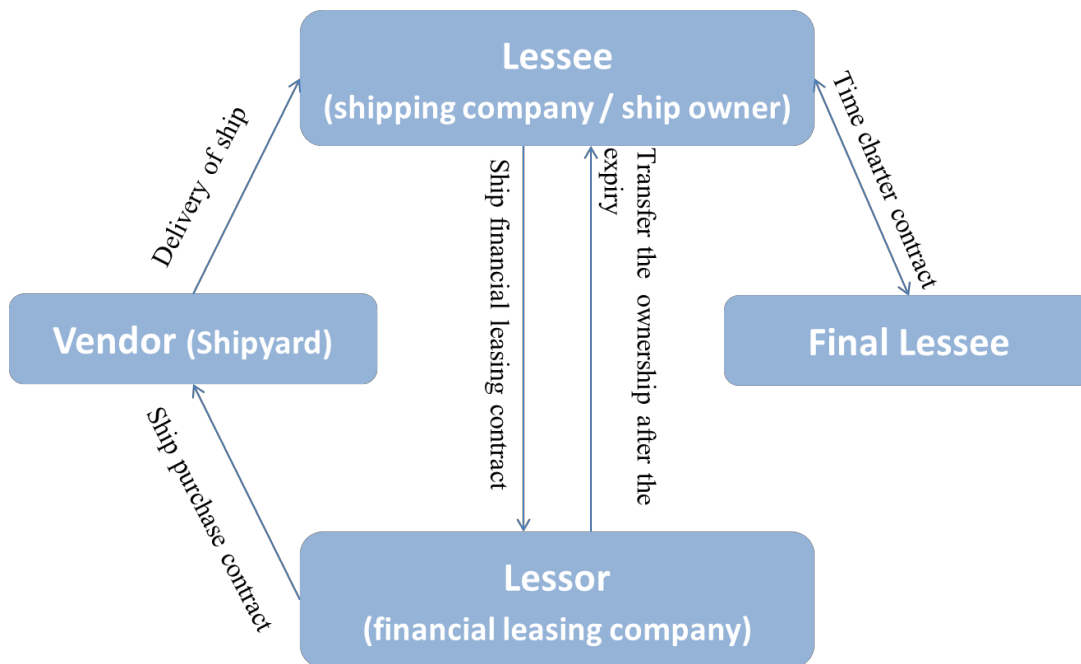 Lessee
(shipping company / ship owner)
Delivery of ship
Time charter contract
Ship financial leasing contract
Transfer the ownership after the
expiry
Vendor (Shipyard)
Final Lessee
Ship purchase contract
Lessor
(financial leasing company)